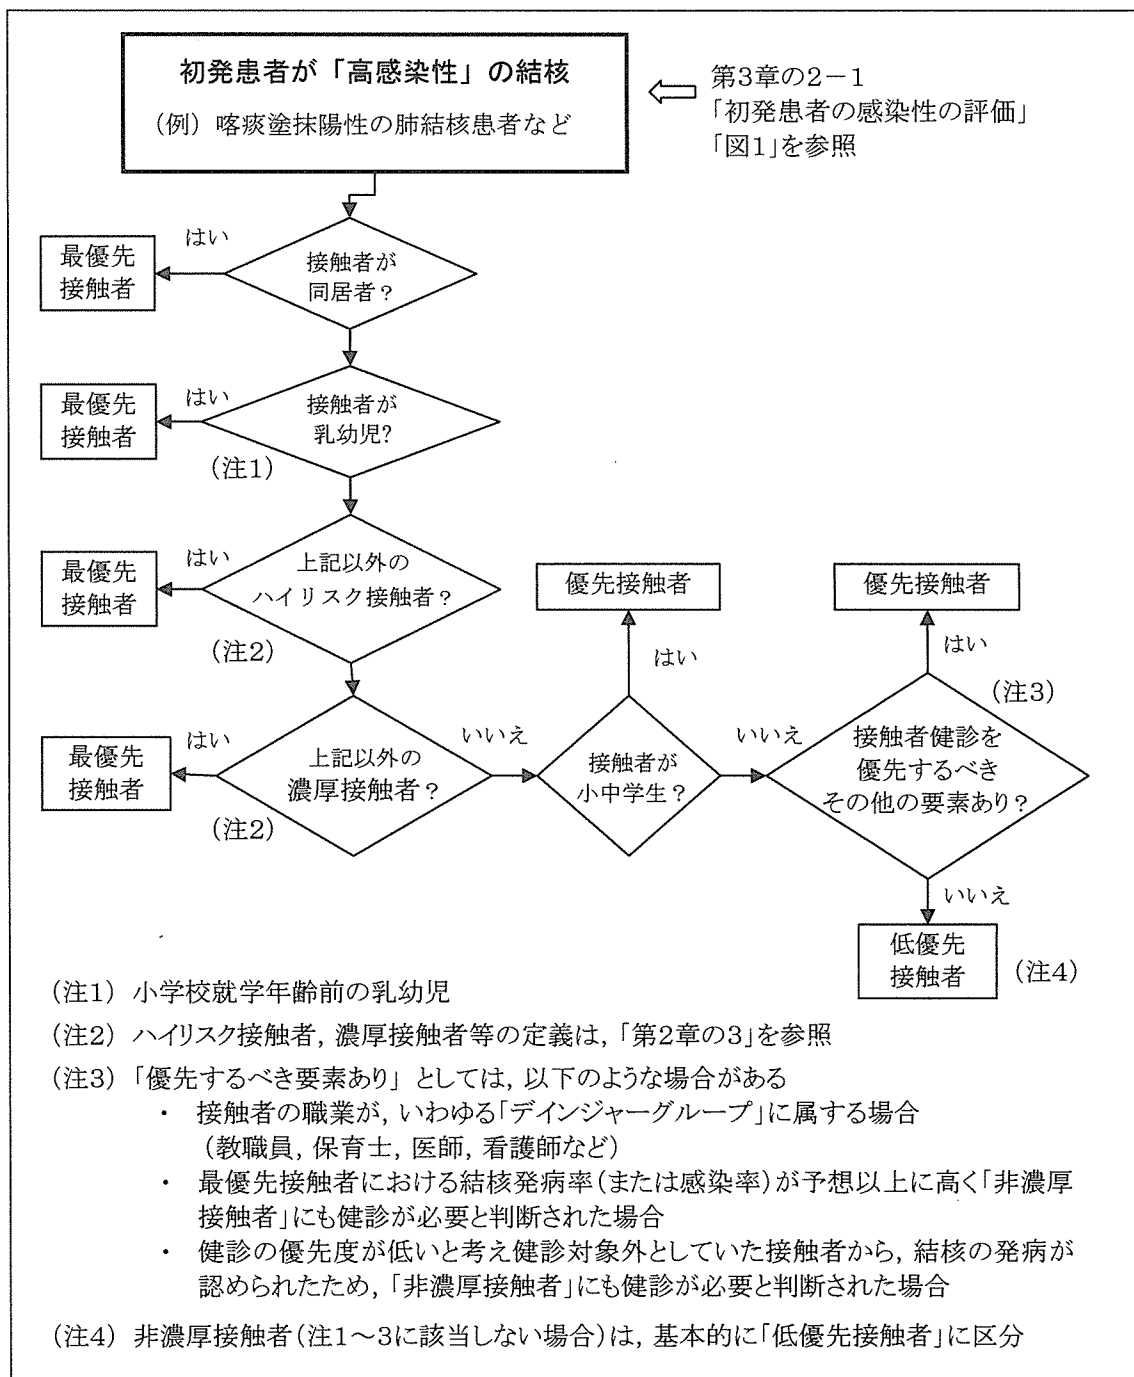 初発患者が「高感染性」の結核
（例）喀痰塗抹陽性の肺結核患者など
第3章の2－1
「初発患者の感染性の評価」
「図1」を参照
はい
最優先
接触者
接触者が
同居者？
はい
最優先
接触者
接触者が
乳幼児?
（注1）
はい
最優先
接触者
上記以外の
ハイリスク接触者？
（注2）
優先接触者
はい
優先接触者
はい
（注3）
はい
最優先
接触者
上記以外の
濃厚接触者？
（注2）
いいえ
接触者が
小中学生？
いいえ
接触者健診を
優先するべき
その他の要素あり？
いいえ
低優先
接触者
（注4）
（注1）小学校就学年齢前の乳幼児
（注2）ハイリスク接触者，濃厚接触者等の定義は，「第2章の3」を参照
（注3）「優先するべき要素あり」としては，以下のような場合がある
・ 接触者の職業が，いわゆる「デインジャーグループ」に属する場合
（教職員，保育士，医師，看護師など）
・ 最優先接触者における結核発病率（または感染率）が予想以上に高く「非濃厚
接触者」にも健診が必要と判断された場合
・ 健診の優先度が低いと考え健診対象外としていた接触者から，結核の発病が
認められたため，「非濃厚接触者」にも健診が必要と判断された場合
（注4）非濃厚接触者（注1～3に該当しない場合）は，基本的に「低優先接触者」に区分